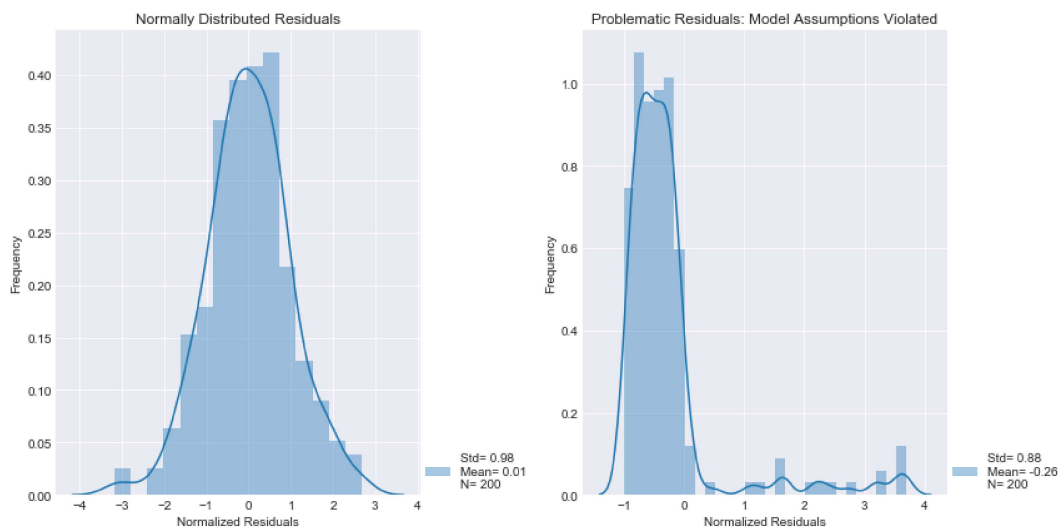 Normally Distributed Residuals
0.40
0.35
0.30
0.25
0.20
0.15
0.10
0.05
0.00
Frequency
−4 −3 −2 −1 0 1 2 3 4
Normalized Residuals
Std= 0.98
Mean= 0.01
N= 200
Problematic Residuals: Model Assumptions Violated
1.0
0.8
0.6
0.4
0.2
0.0
Frequency
−1 0 1 2 3 4
Normalized Residuals
Std= 0.88
Mean= -0.26
N= 200